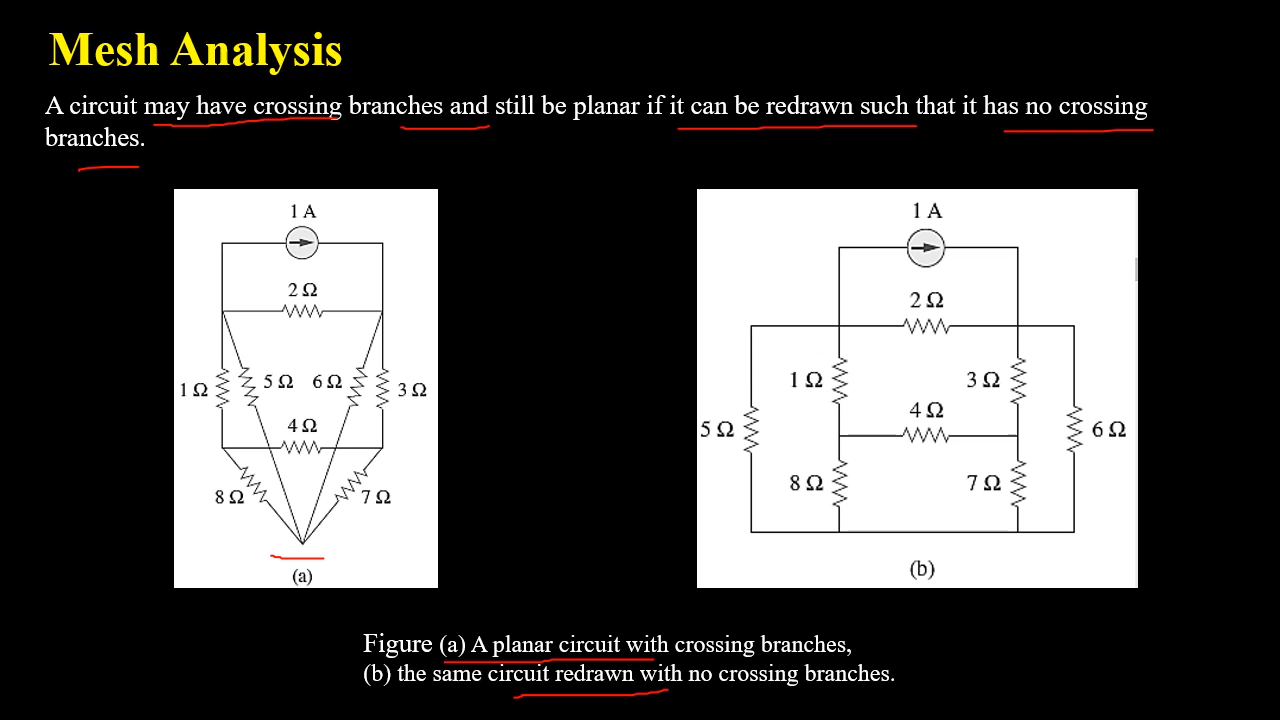 Mesh Analysis
A circuit may have crossing branches and still be planar if it can be redrawn such that it has no crossing
branches.
1 A
2 Ω
1 Ω
5 Ω
6 Ω
3 Ω
4 Ω
8 Ω
7 Ω
(a)
1 A
2 Ω
1 Ω
3 Ω
4 Ω
5 Ω
6 Ω
8 Ω
7 Ω
(b)
Figure (a) A planar circuit with crossing branches,
(b) the same circuit redrawn with no crossing branches.